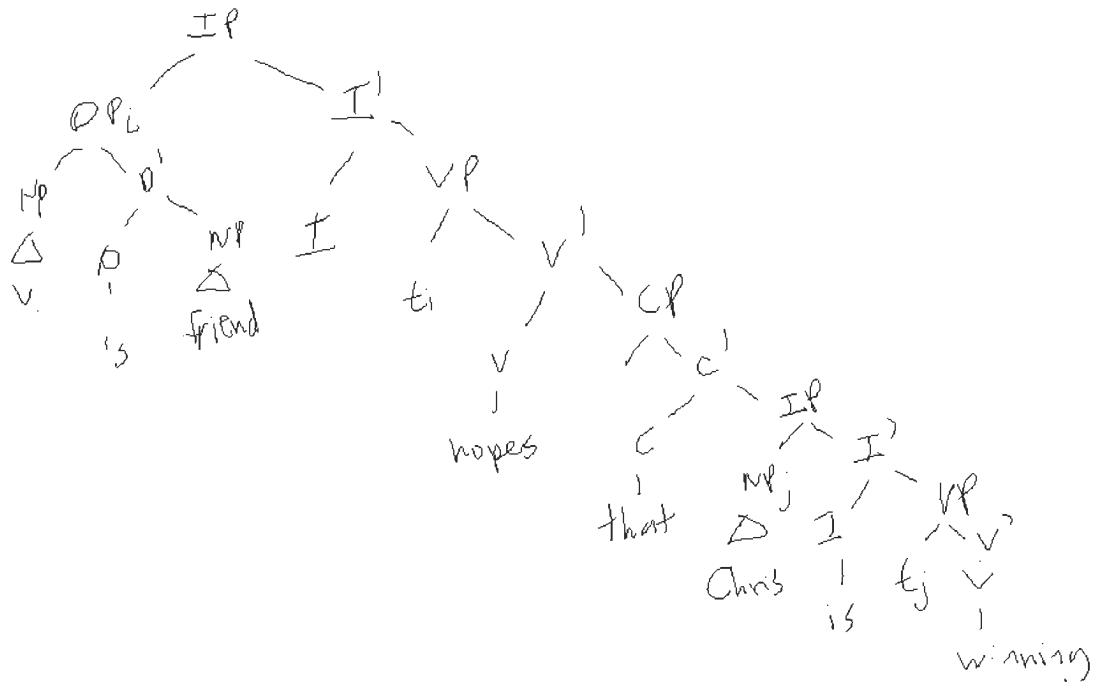 IP
DPi I'
NP D' VP
V. D NP I V'
's friend ti CP
V C'
hopes C IP
that NPj I'
Chris I VP
is tj V'
V
winning